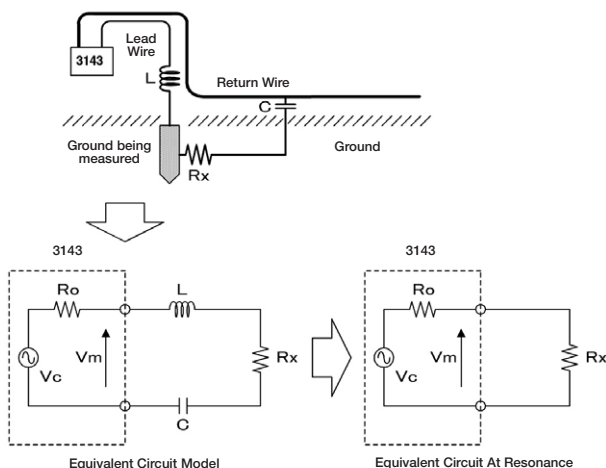 Lead
Wire
3143
L
Return Wire
C
Ground being
measured
Ground
Rx
3143
Ro
L
Vm
Rx
Vc
C
Equivalent Circuit Model
3143
Ro
Vm
Rx
Vc
Equivalent Circuit At Resonance